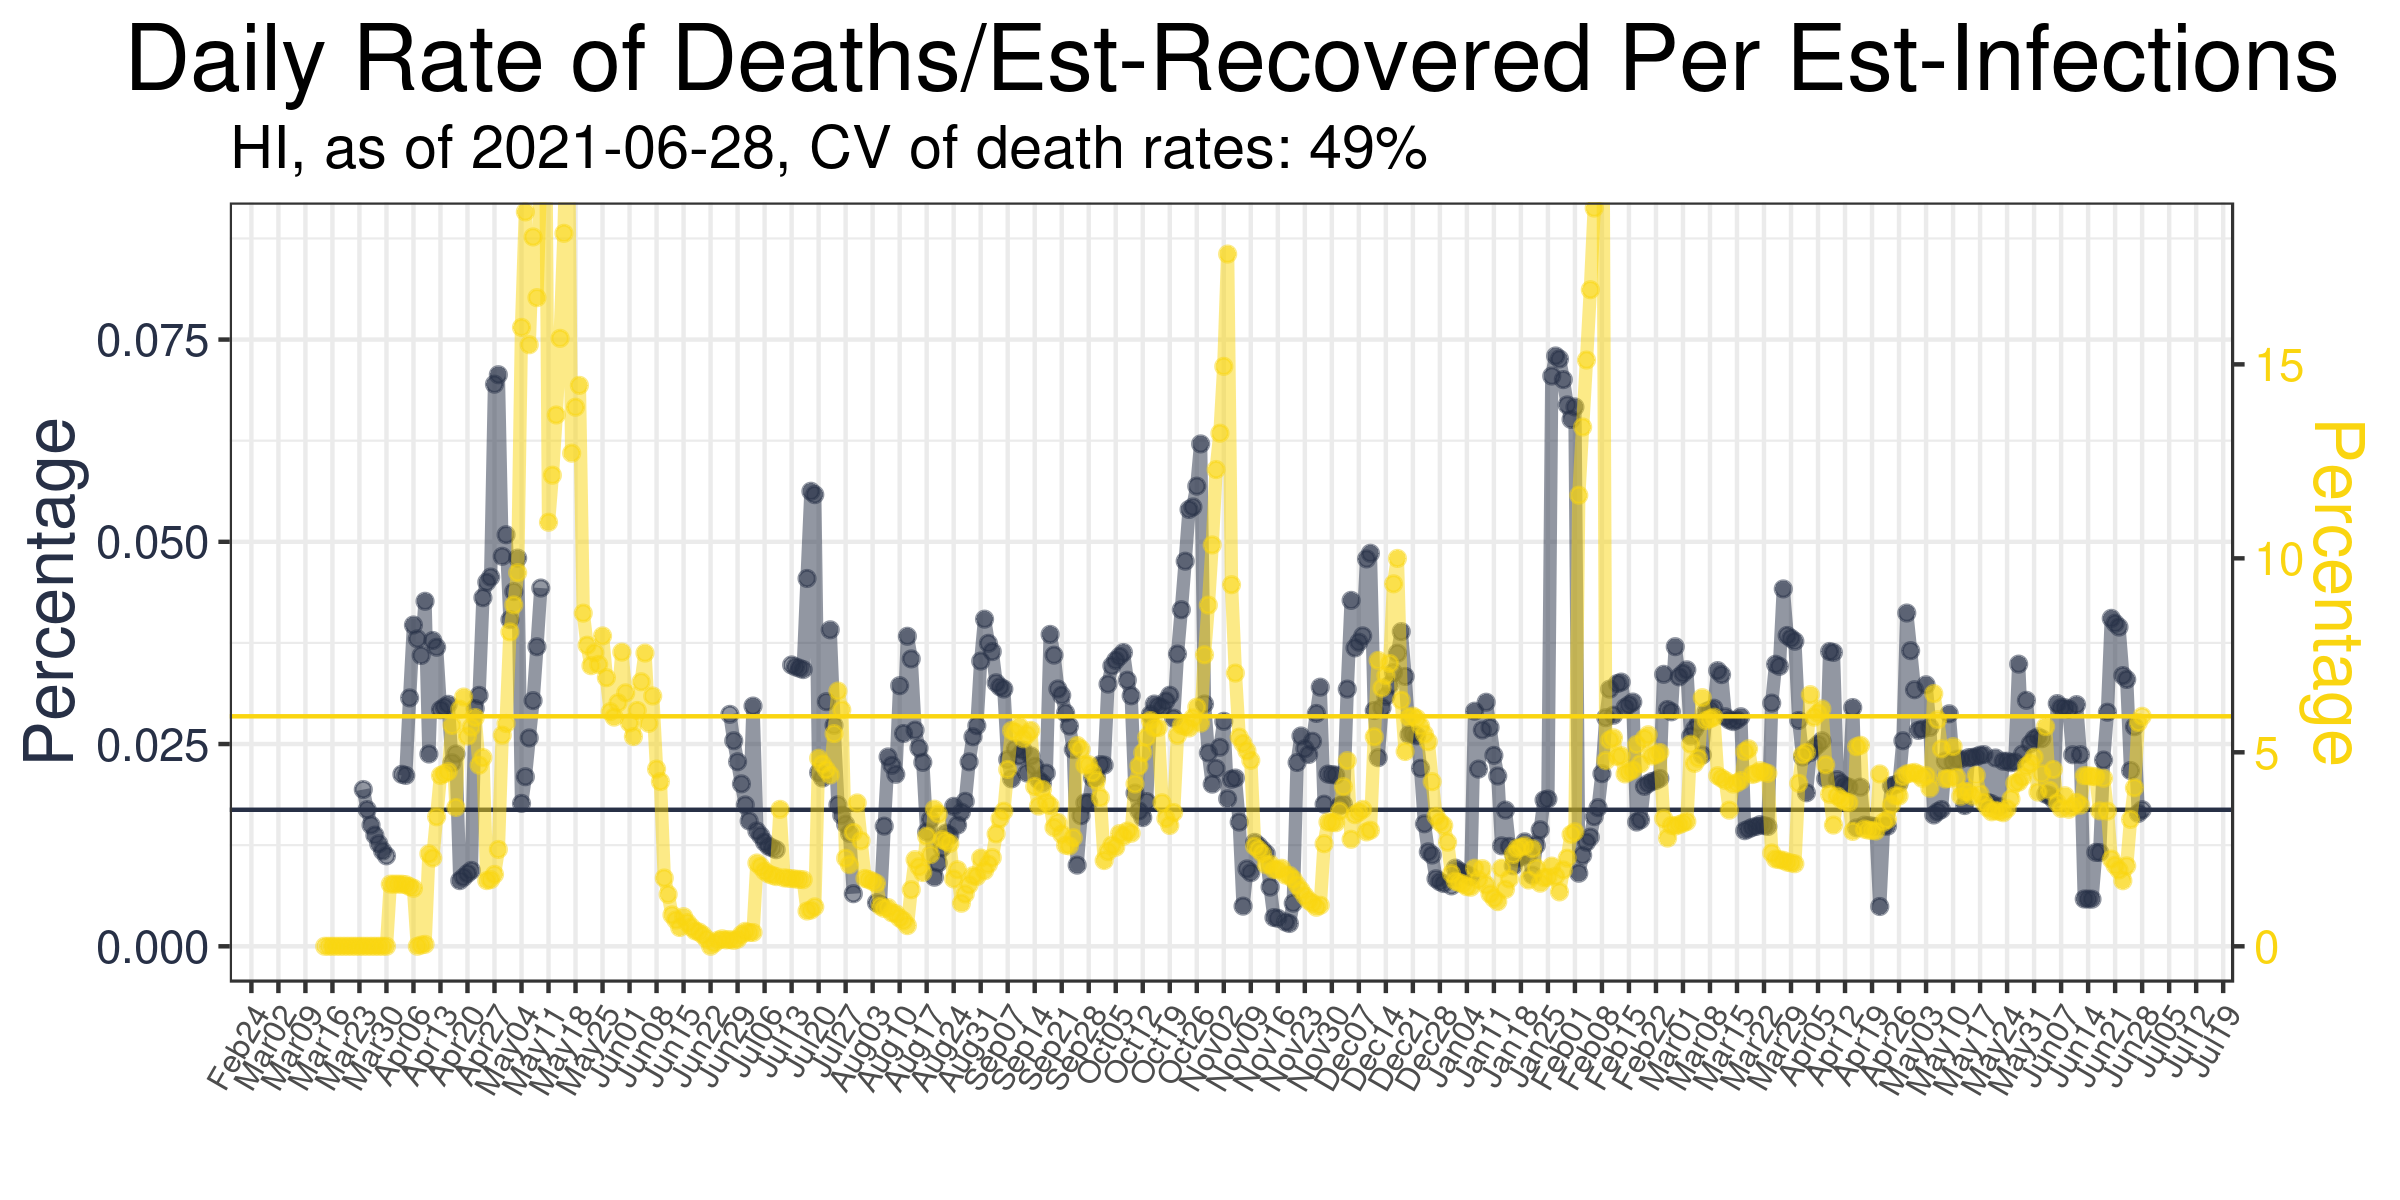 Daily Rate of Deaths/Est-Recovered Per Est-Infections
HI, as of 2021-06-28, CV of death rates: 49%
Percentage
0.075
0.050
0.025
0.000
15
10
5
0
Percentage
Feb24
Mar02
Mar09
Mar16
Mar23
Mar30
Apr06
Apr13
Apr20
Apr27
May04
May11
May18
May25
Jun01
Jun08
Jun15
Jun22
Jun29
Jul06
Jul13
Jul20
Jul27
Aug03
Aug10
Aug17
Aug24
Aug31
Sep07
Sep14
Sep21
Sep28
Oct05
Oct12
Oct19
Oct26
Nov02
Nov09
Nov16
Nov23
Nov30
Dec07
Dec14
Dec21
Dec28
Jan04
Jan11
Jan18
Jan25
Feb01
Feb08
Feb15
Feb22
Mar01
Mar08
Mar15
Mar22
Mar29
Apr05
Apr12
Apr19
Apr26
May03
May10
May17
May24
May31
Jun07
Jun14
Jun21
Jun28
Jul05
Jul12
Jul19